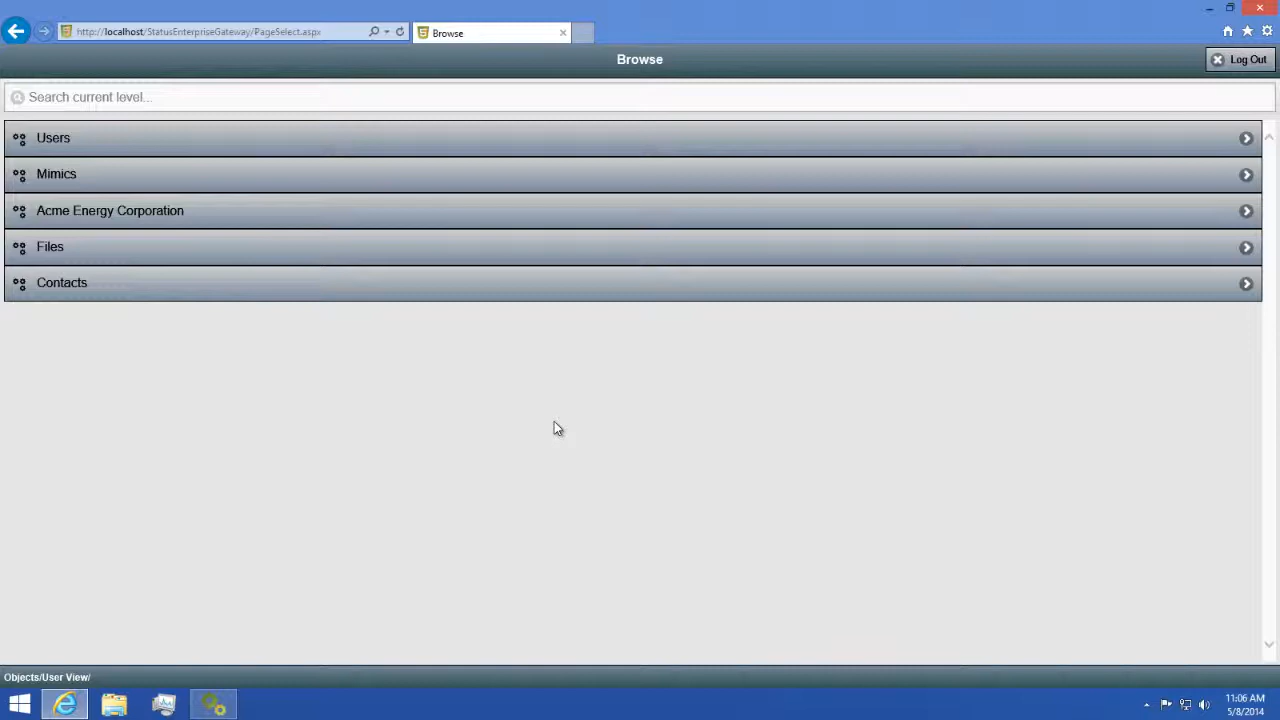 http://localhost/StatusEnterpriseGateway/PageSelect.aspx
Browse
Browse
Log Out
Search current level...
Users
Mimics
Acme Energy Corporation
Files
Contacts
Objects/User View/
11:06 AM
5/8/2014